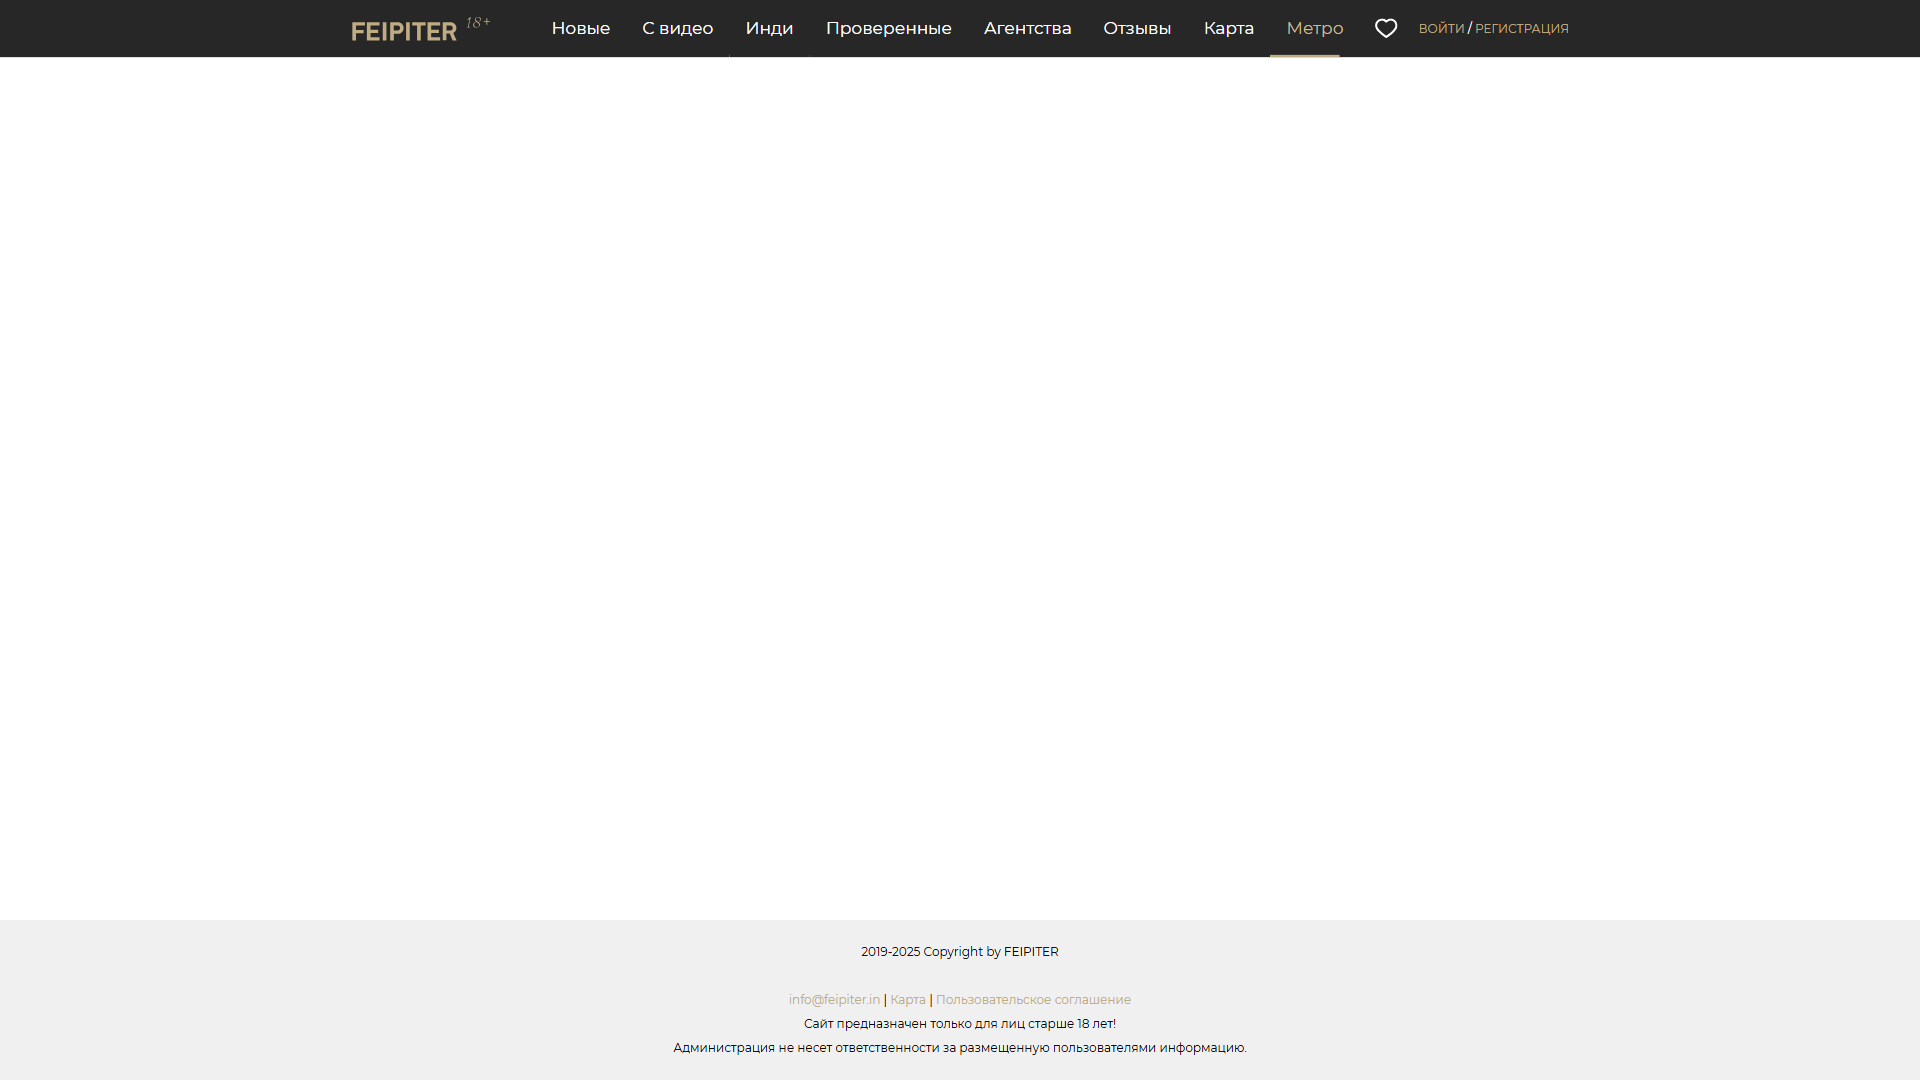 FEIPITER 18+ Новые С видео Инди Проверенные Агентства Отзывы Карта Метро ВОЙТИ / РЕГИСТРАЦИЯ
2019-2025 Copyright by FEIPITER
info@feipiter.in | Карта | Пользовательское соглашение
Сайт предназначен только для лиц старше 18 лет!
Администрация не несет ответственности за размещенную пользователями информацию.